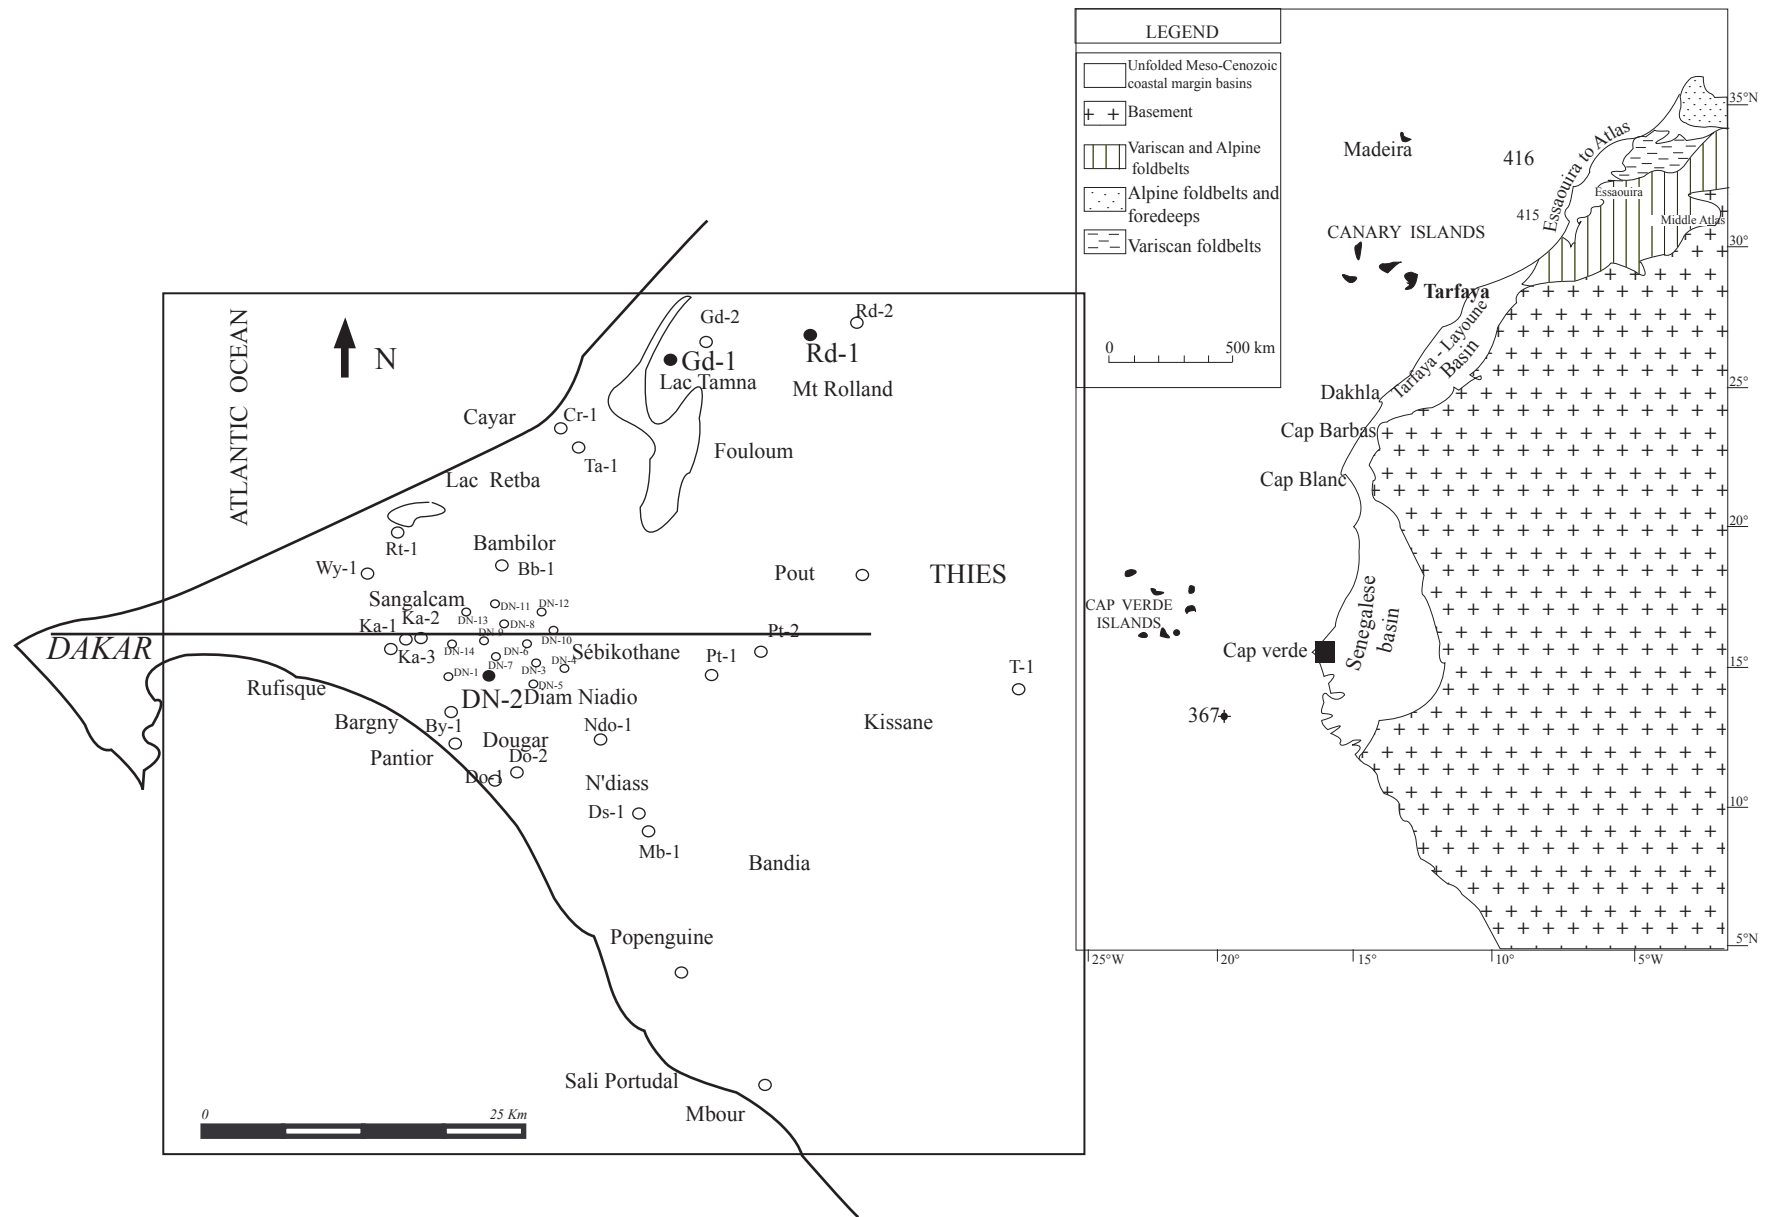 ATLANTIC OCEAN
N
Gd-2
Rd-2
Gd-1
Rd-1
Lac Tamna
Mt Rolland
Cayar
Cr-1
Ta-1
Fouloum
Lac Retba
Rt-1
Bambilor
Bb-1
Wy-1
Pout
THIES
Sangalcam
DN-11
DN-12
DN-13
DN-8
Ka-1
Ka-2
DN-9
DN-10
Pt-2
DAKAR
Ka-3
DN-14
DN-6
Sébikothane
Pt-1
DN-7
DN-4
DN-1
DN-3
T-1
DN-5
Rufisque
DN-2
Diam Niadio
Bargny
By-1
Ndo-1
Kissane
Dougar
Pantior
Do-2
Do-1
N'diass
Ds-1
Mb-1
Bandia
Popenguine
Sali Portudal
Mbour
0
25 Km
LEGEND
Unfolded Meso-Cenozoic
coastal margin basins
Basement
Variscan and Alpine
foldbelts
Alpine foldbelts and
foredeeps
Variscan foldbelts
0
500 km
Madeira
416
415
Essaouira to Atlas
Essaouira
Middle Atlas
CANARY ISLANDS
Tarfaya
Tarfaya - Layoune
Basin
Dakhla
Cap Barbas
Cap Blanc
CAP VERDE
ISLANDS
Cap verde
Senegalese
basin
367
35°N
30°
25°
20°
15°
10°
5°N
25°W
20°
15°
10°
5°W